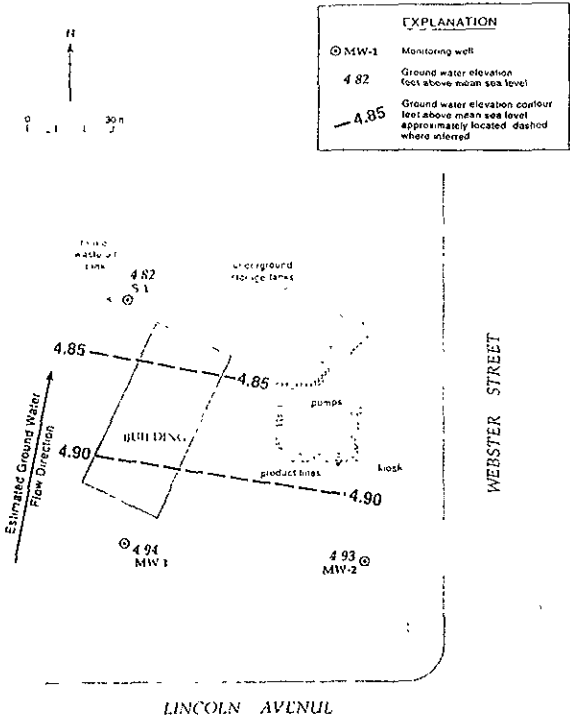 EXPLANATION
MW-1 Monitoring well
4 82 Ground water elevation
feet above mean sea level
4.85 Ground water elevation contour
feet above mean sea level
approximately located dashed
where inferred
N
0 30 ft
waste oil
tank
4 82
S 1
underground
storage tanks
4.85
4.85
pumps
BUILDING
4.90
product lines
kiosk
4.90
Estimated Ground Water
Flow Direction
4 94
4 93
MW-2
WEBSTER STREET
LINCOLN AVENUE